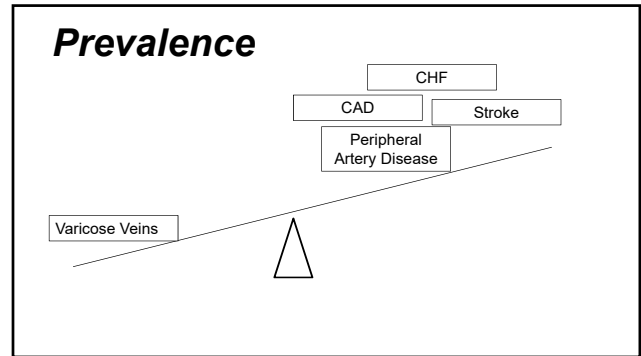 Prevalence
CHF
CAD
Stroke
Peripheral
Artery Disease
Varicose Veins